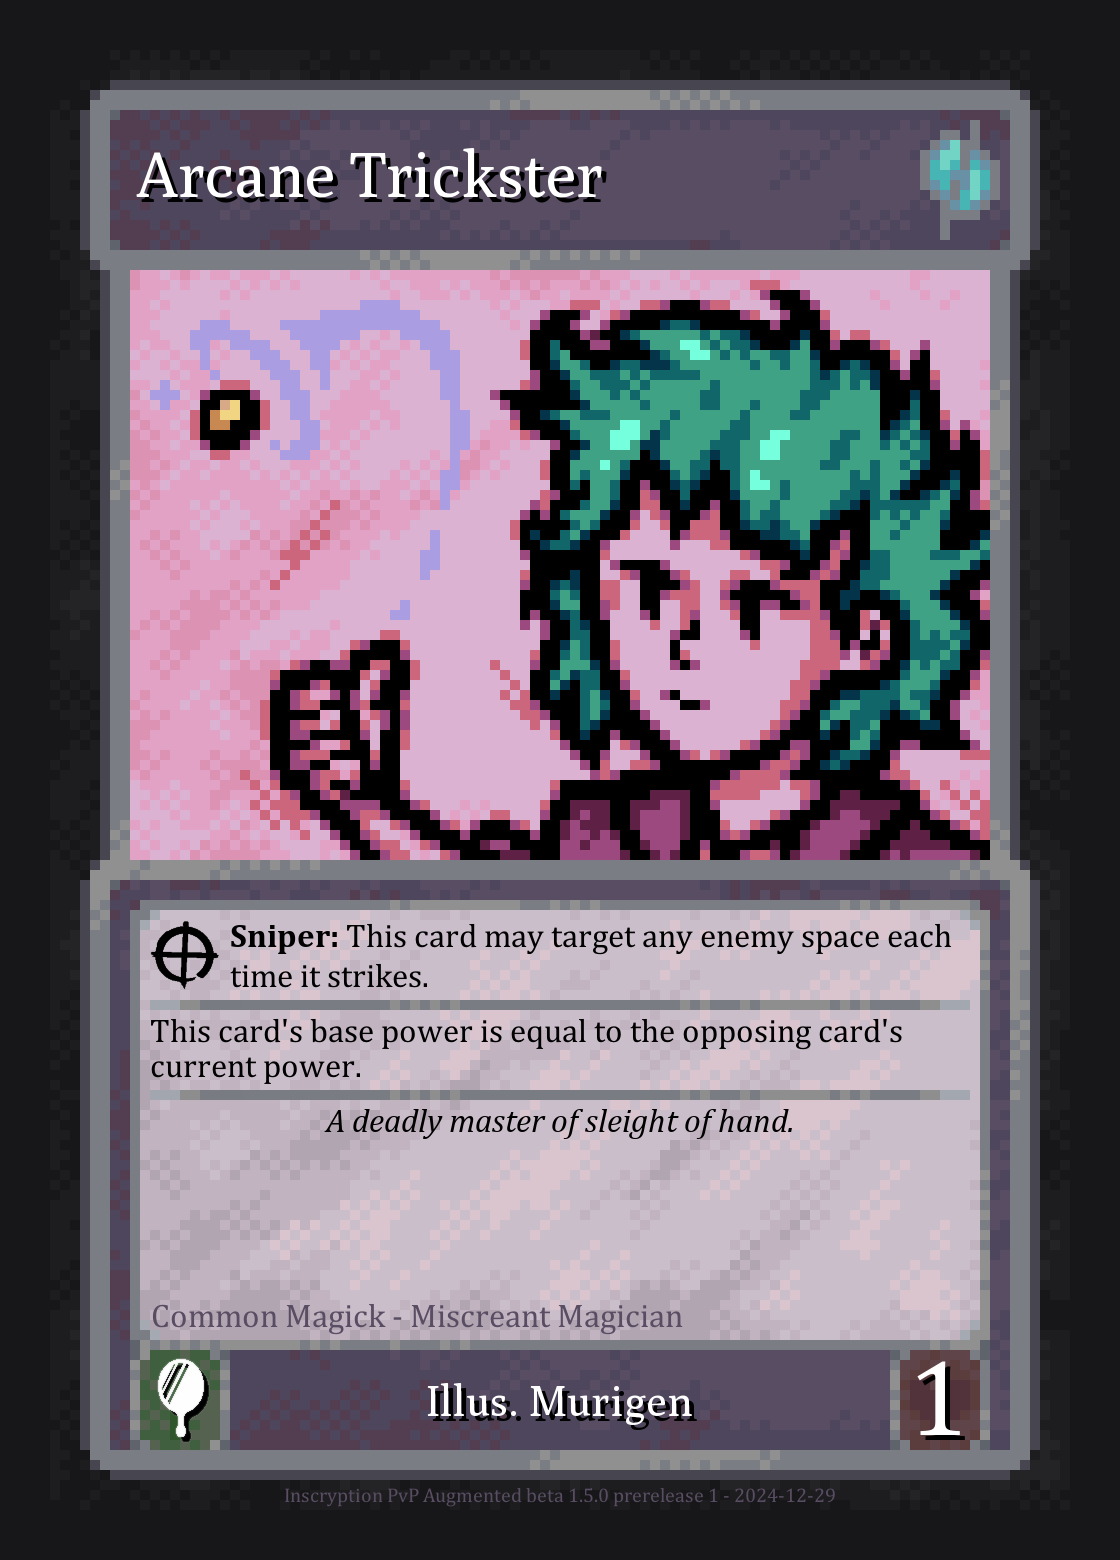 Arcane Trickster
Sniper: This card may target any enemy space each
time it strikes.
This card's base power is equal to the opposing card's
current power.
A deadly master of sleight of hand.
Common Magick - Miscreant Magician
Illus. Murigen
1
Inscryption PvP Augmented beta 1.5.0 prerelease 1 - 2024-12-29